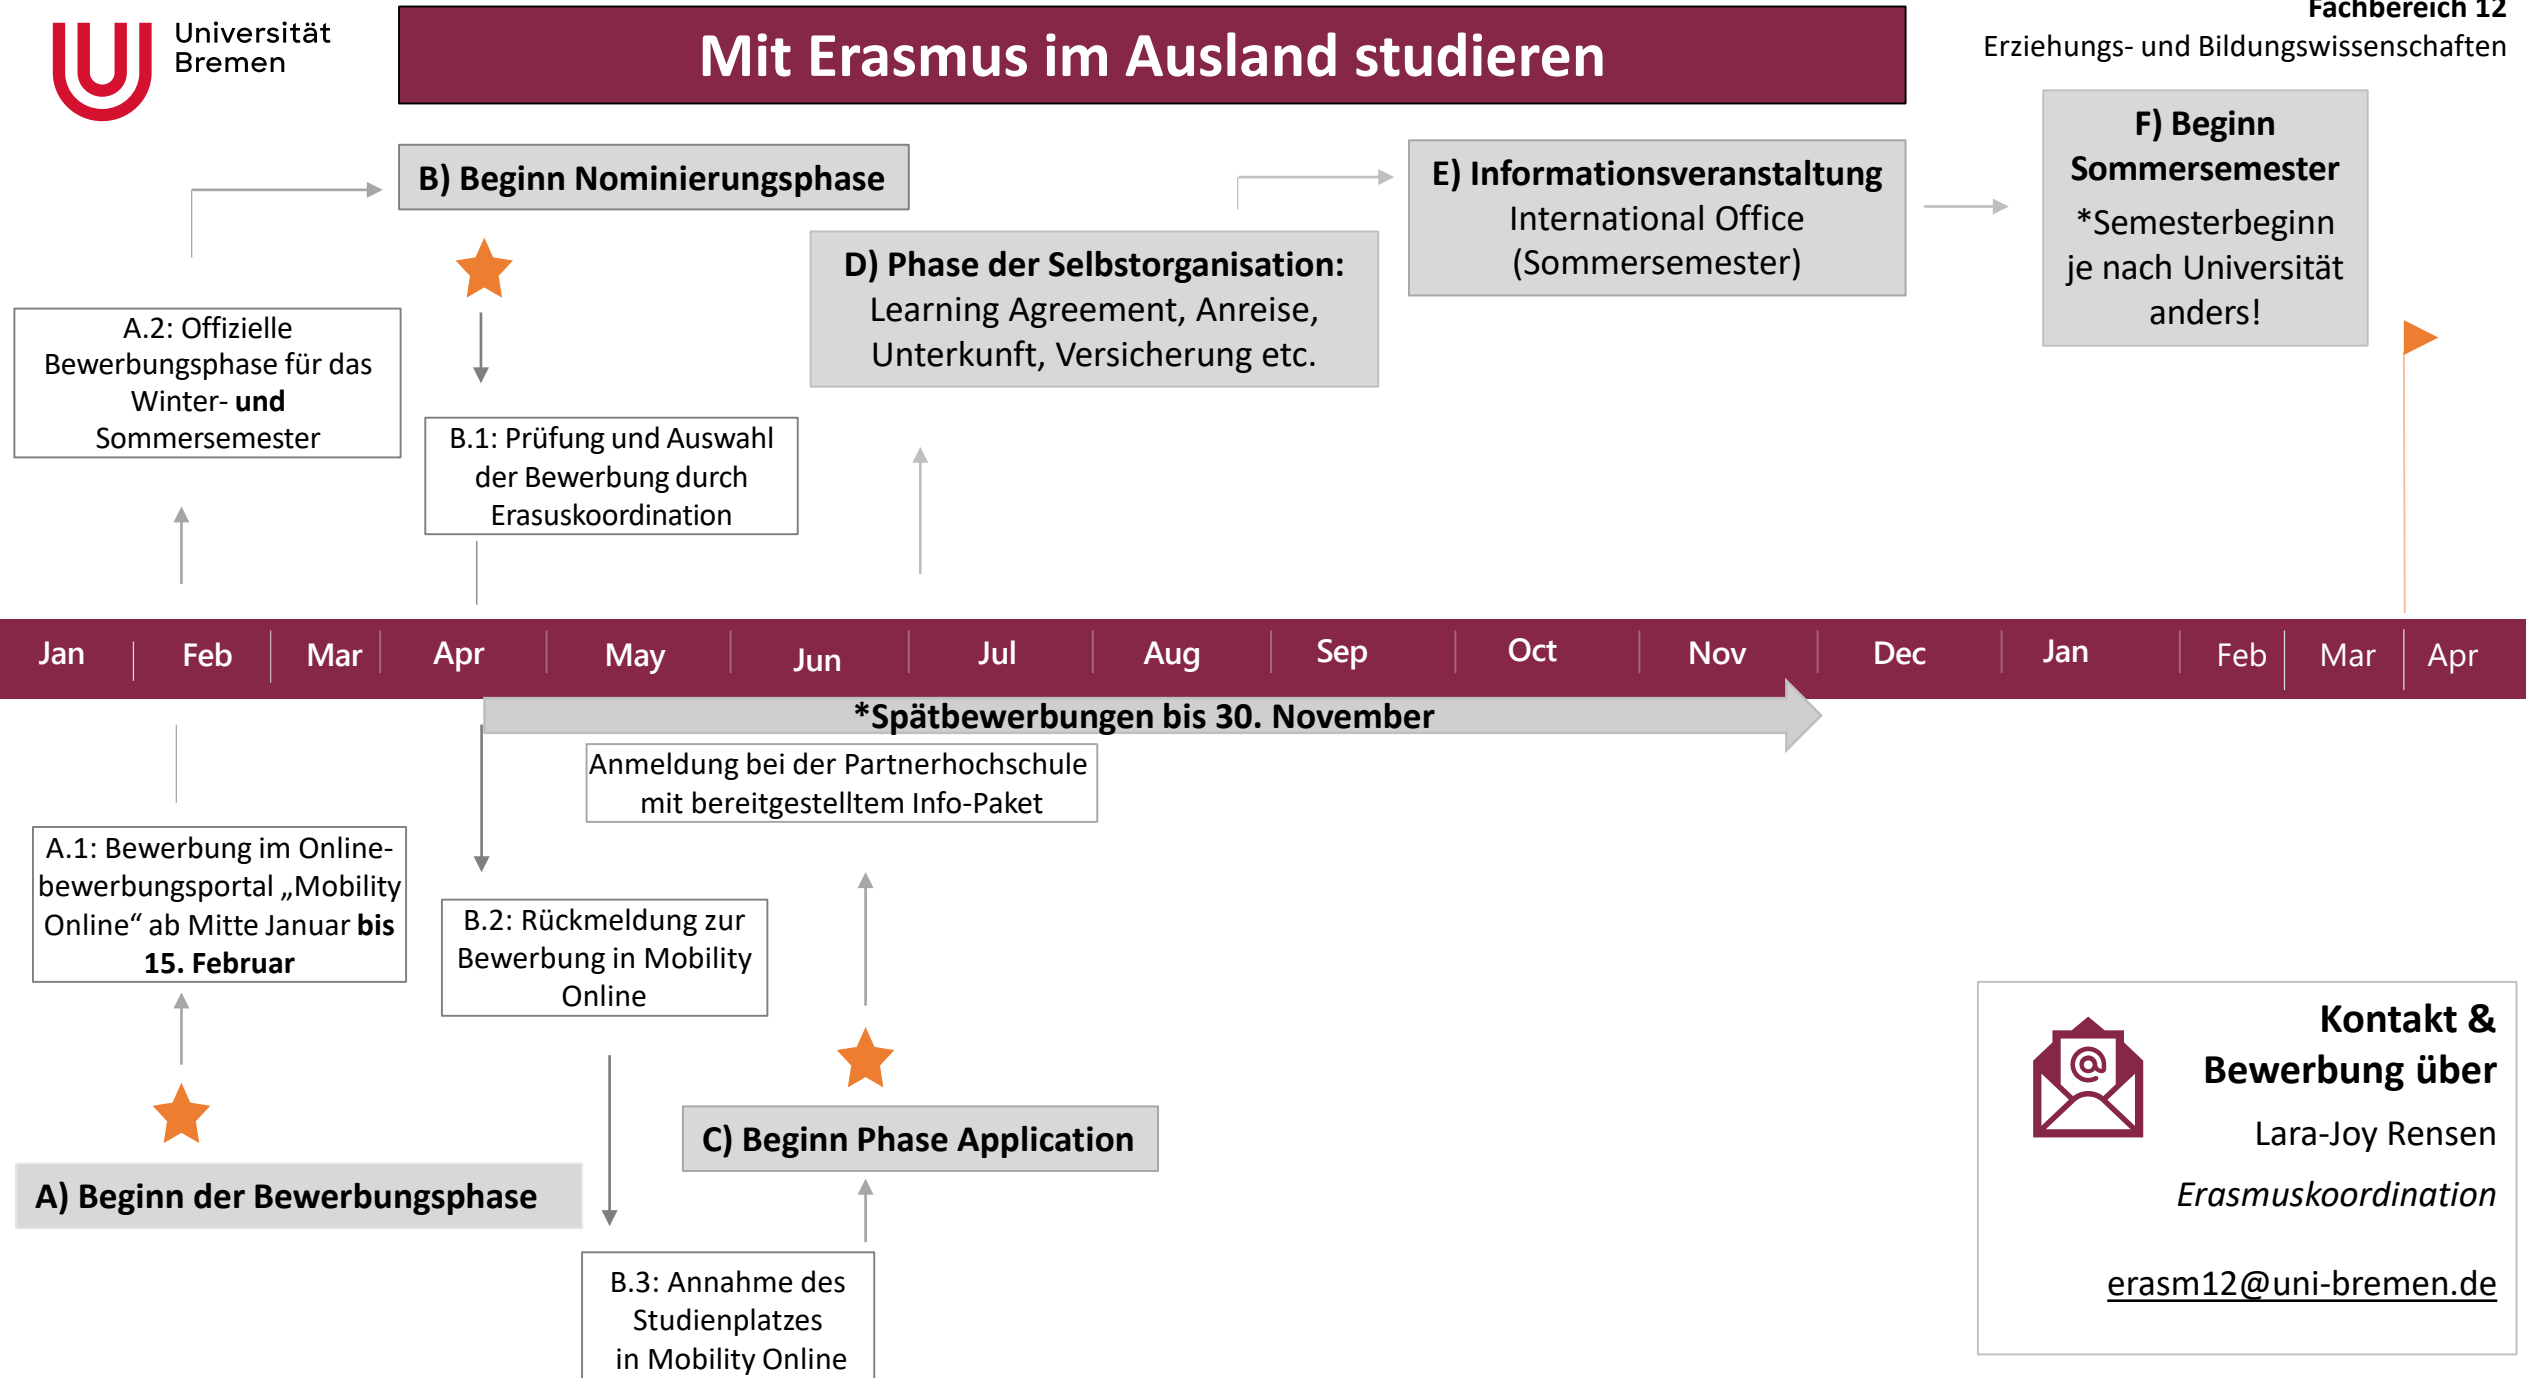 Universität
Bremen
Mit Erasmus im Ausland studieren
Fachbereich 12
Erziehungs- und Bildungswissenschaften
B) Beginn Nominierungsphase
E) Informationsveranstaltung
International Office
(Sommersemester)
F) Beginn
Sommersemester
*Semesterbeginn
je nach Universität
anders!
D) Phase der Selbstorganisation:
Learning Agreement, Anreise,
Unterkunft, Versicherung etc.
A.2: Offizielle
Bewerbungsphase für das
Winter- und
Sommersemester
B.1: Prüfung und Auswahl
der Bewerbung durch
Erasuskoordination
Jan Feb Mar Apr May Jun Jul Aug Sep Oct Nov Dec Jan Feb Mar Apr
*Spätbewerbungen bis 30. November
Anmeldung bei der Partnerhochschule
mit bereitgestelltem Info-Paket
A.1: Bewerbung im Online-
bewerbungsportal „Mobility
Online“ ab Mitte Januar bis
15. Februar
B.2: Rückmeldung zur
Bewerbung in Mobility
Online
C) Beginn Phase Application
A) Beginn der Bewerbungsphase
B.3: Annahme des
Studienplatzes
in Mobility Online
@
Kontakt &
Bewerbung über
Lara-Joy Rensen
Erasmuskoordination
erasm12@uni-bremen.de